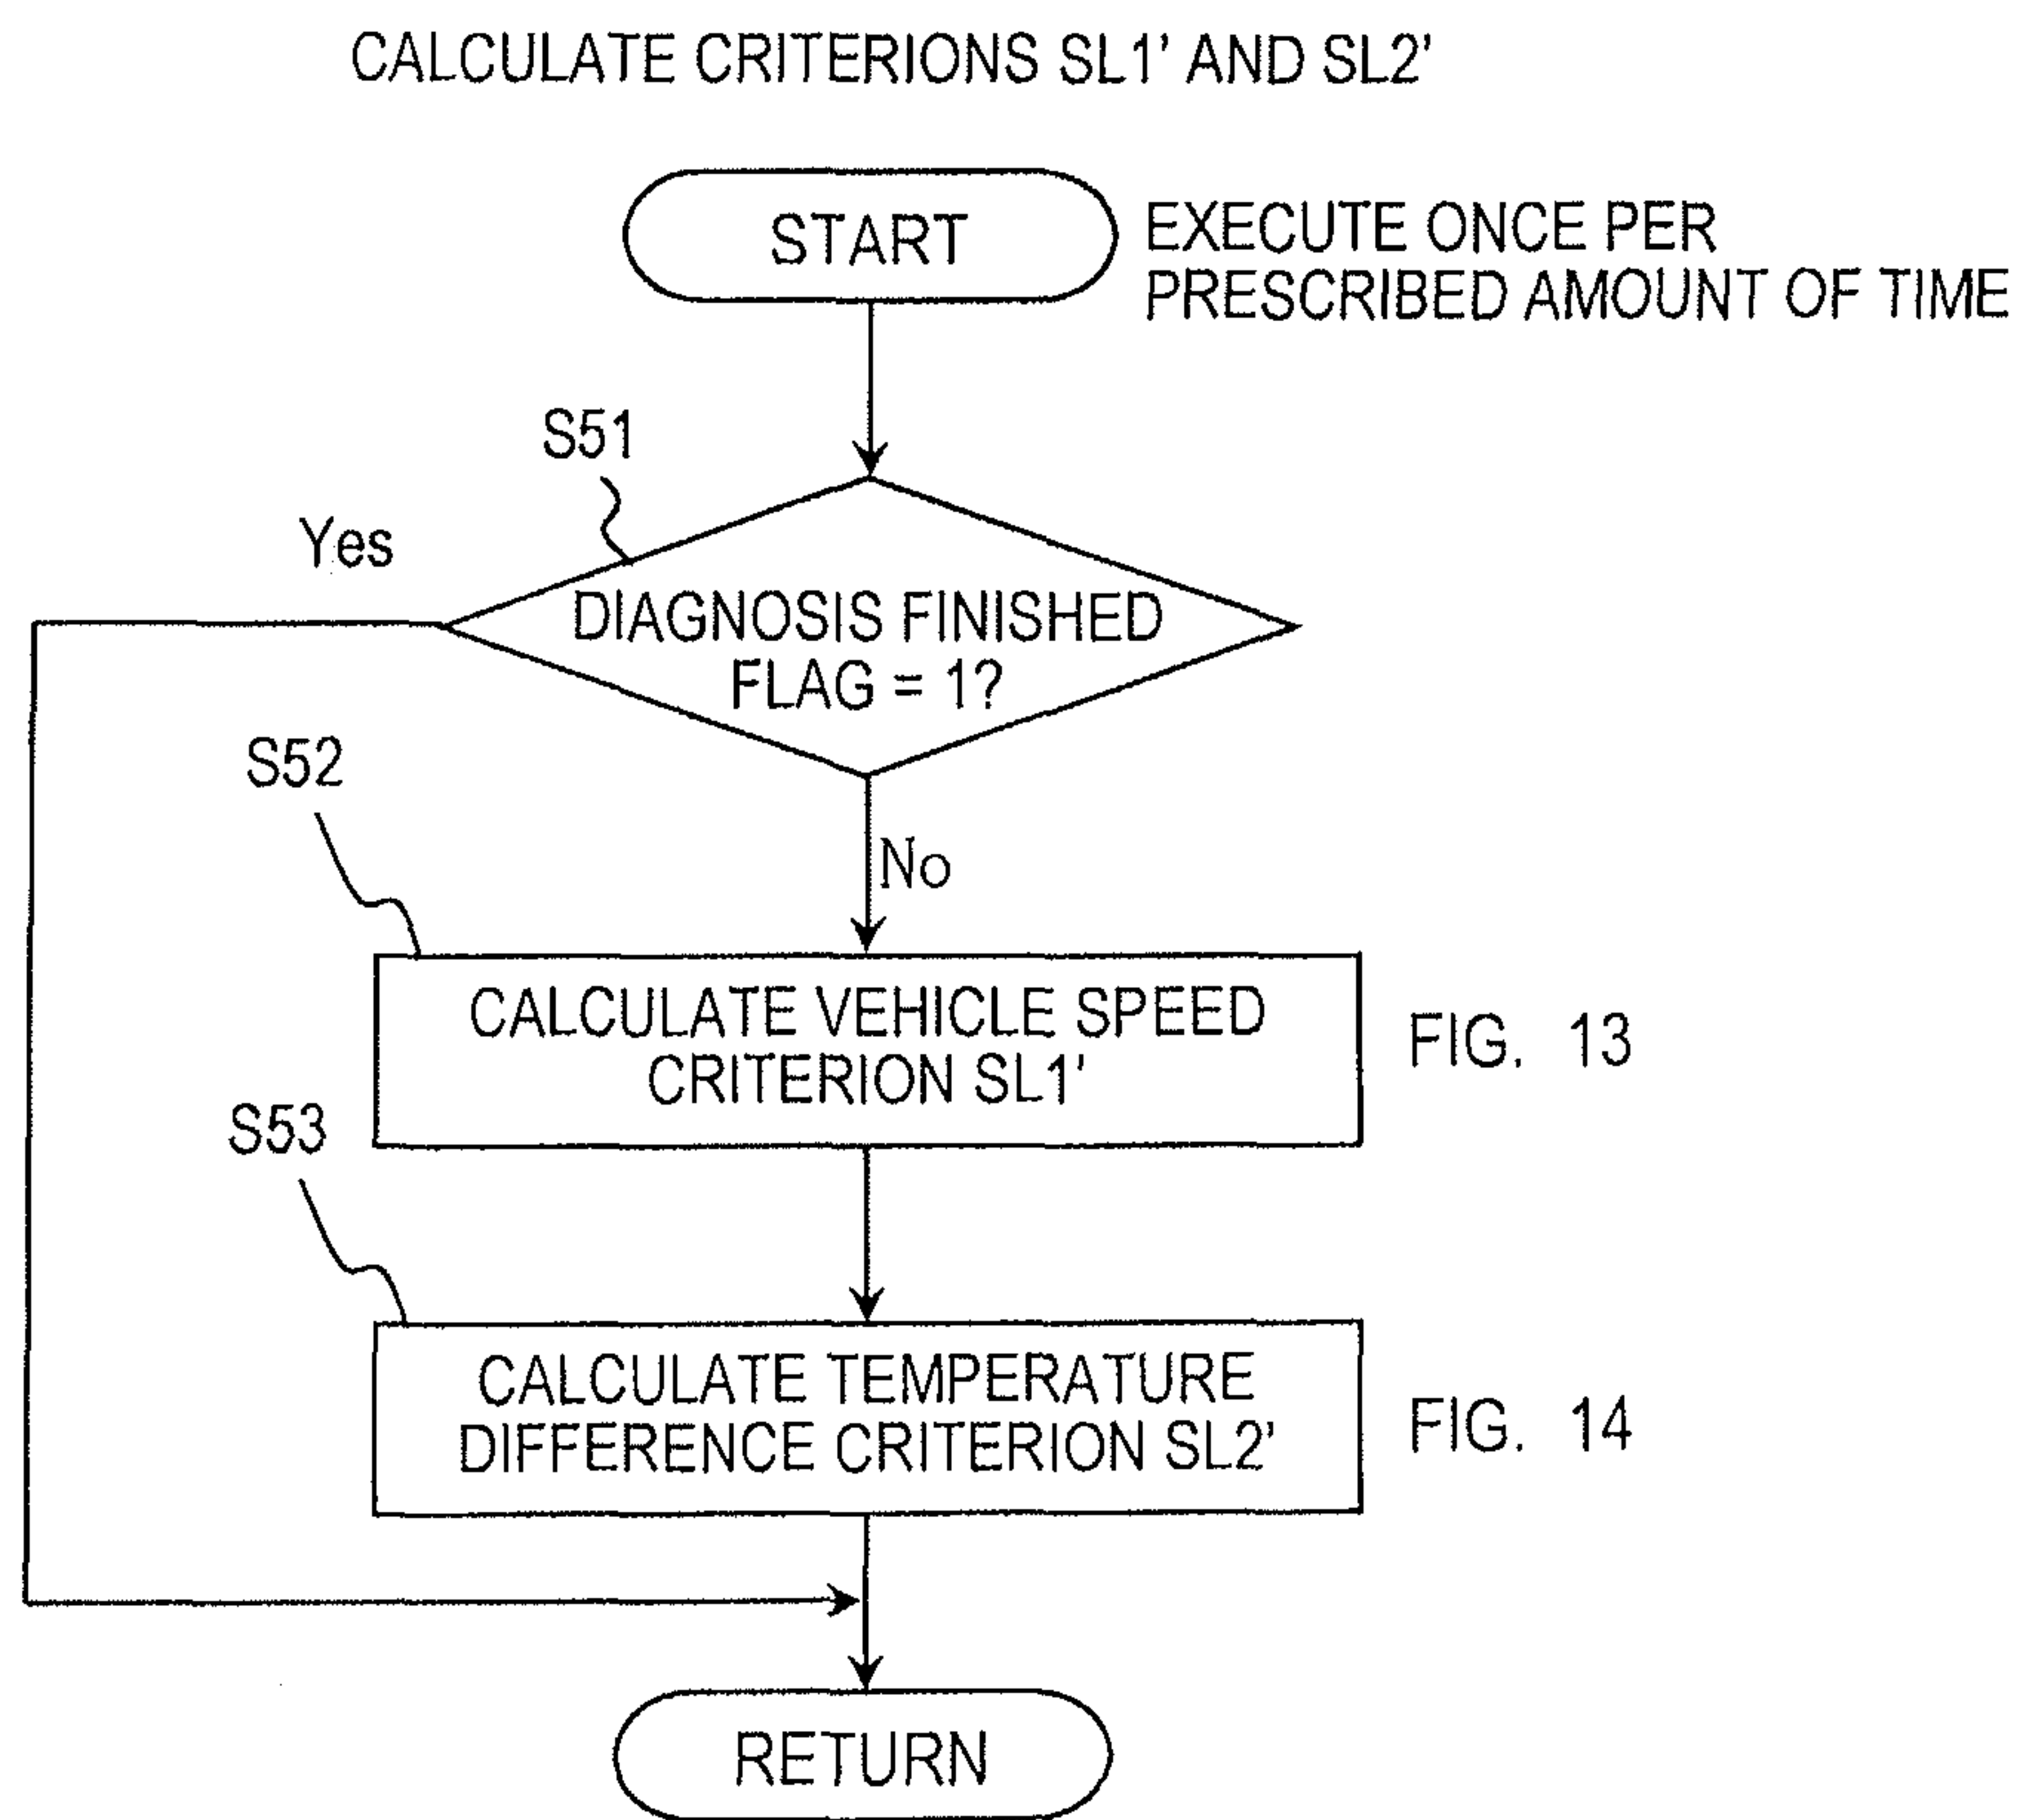 CALCULATE CRITERIONS SL1' AND SL2'
START
EXECUTE ONCE PER
PRESCRIBED AMOUNT OF TIME
S51
Yes
DIAGNOSIS FINISHED
FLAG = 1?
S52
No
CALCULATE VEHICLE SPEED
CRITERION SL1'
FIG. 13
S53
CALCULATE TEMPERATURE
DIFFERENCE CRITERION SL2'
FIG. 14
RETURN